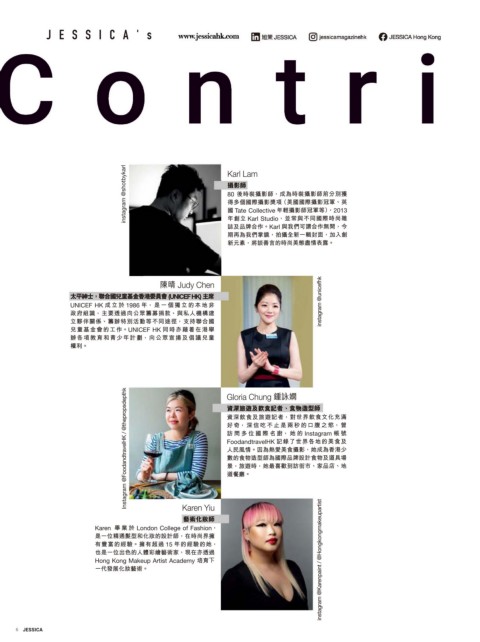 JESSICA's
www.jessicahk.com
旭茉 JESSICA
jessicamagazinehk
JESSICA Hong Kong
Contri
instagram @shotbykarl
Karl Lam
攝影師
80 後時裝攝影師,成為時裝攝影師前分別獲
得多個國際攝影獎項(美國國際攝影冠軍、英
國 Tate Collective 年輕攝影師冠軍等),2013
年創立 Karl Studio,並常與不同國際時尚雜
誌及品牌合作。Karl 與我們可謂合作無間,今
期再為我們掌鏡,拍攝全新一輯封面,加入創
新元素,將訪善言的時尚美態盡情表露。
陳晴 Judy Chen
太平紳士,聯合國兒童基金香港委員會 (UNICEF HK) 主席
UNICEF HK 成立於 1986 年,是一個獨立的本地非
政府組織,主要透過向公眾籌募捐款、與私人機構建
立夥伴關係、籌辦特別活動等不同途徑,支持聯合國
兒童基金會的工作。UNICEF HK 同時亦藉着在港舉
辦各項教育和青少年計劃,向公眾宣揚及倡議兒童
權利。
instagram @unicefhk
instagram @FoodandtravelHK / @thepropsdepthk
Gloria Chung 鍾詠嫻
資深旅遊及飲食記者、食物造型師
資深飲食及旅遊記者,對世界飲食文化充滿
好奇,深信吃不止是兩秒的口腹之慾。曾
訪問多位國際名廚,她的 Instagram 帳號
FoodandtravelHK 記錄了世界各地的美食及
人民風情。因為熱愛美食攝影,她成為香港少
數的食物造型師為國際品牌設計食物及道具場
景,旅遊時,她最喜歡到訪街市、家品店、地
道餐廳。
Karen Yiu
藝術化妝師
Karen 畢業於 London College of Fashion,
是一位精通髮型和化妝的設計師,在時尚界擁
有豐富的經驗。擁有超過 15 年的經驗的她,
也是一位出色的人體彩繪藝術家,現在亦透過
Hong Kong Makeup Artist Academy 培育下
一代發展化妝藝術。
instagram @Karenpaint / @Hongkongmakeupartist
JESSICA